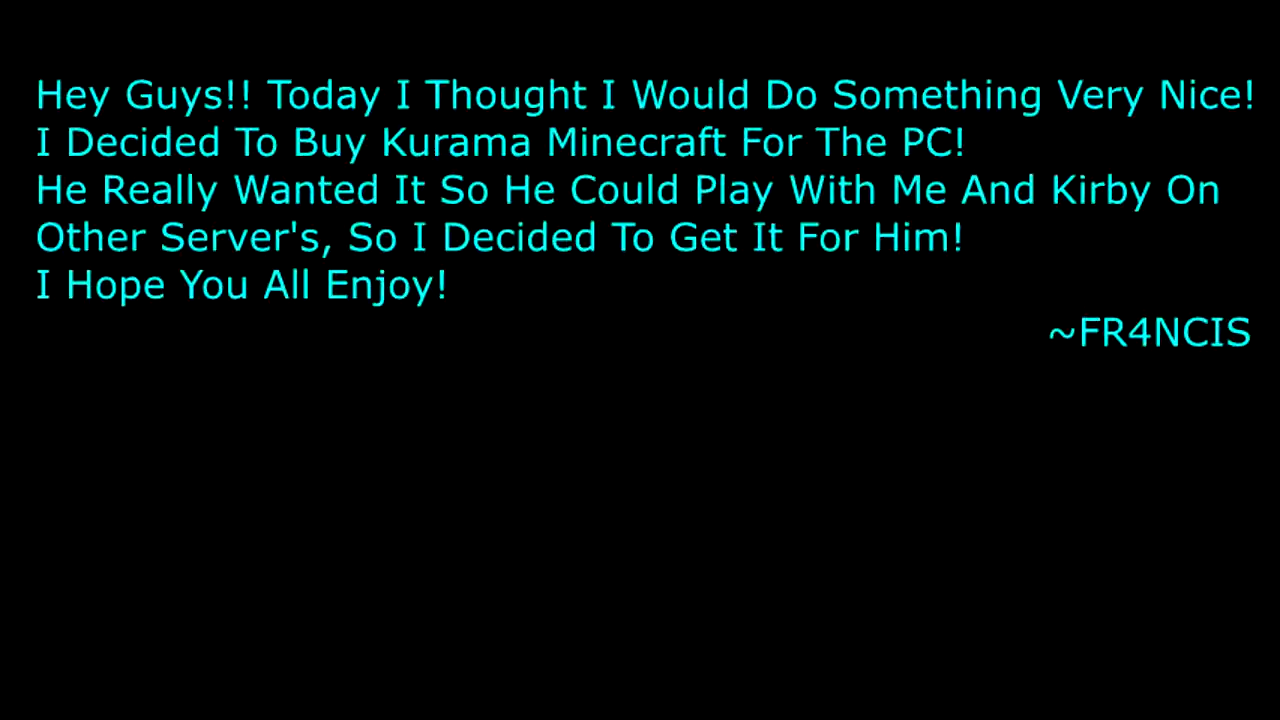 Hey Guys!! Today I Thought I Would Do Something Very Nice!
I Decided To Buy Kurama Minecraft For The PC!
He Really Wanted It So He Could Play With Me And Kirby On
Other Server's, So I Decided To Get It For Him!
I Hope You All Enjoy!
~FR4NCIS